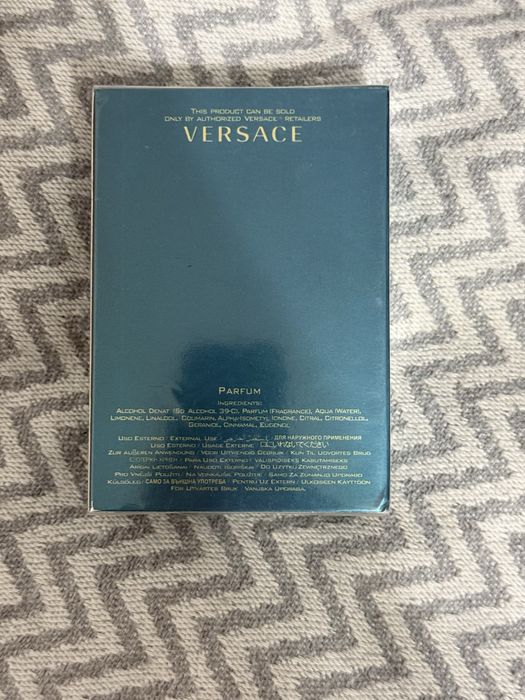 THIS PRODUCT CAN BE SOLD
ONLY BY AUTHORIZED VERSACE® RETAILERS
VERSACE
PARFUM
INGREDIENTS:
ALCOHOL DENAT (SD ALCOHOL 39-C), PARFUM (FRAGRANCE), AQUA (WATER),
LIMONENE, LINALOOL, COUMARIN, ALPHA-ISOMETYL IONONE, CITRAL, CITRONELLOL,
GERANIOL, CINNAMAL, EUGENOL
USO ESTERNO / EXTERNAL USE / استعمال خارجي / ДЛЯ НАРУЖНОГО ПРИМЕНЕНИЯ
USO ESTERNO / USAGE EXTERNE
ZUR ÄUßEREN ANWENDUNG / VOOR UITWENDIG GEBRUIK / KUN TIL UDVORTES BRUG
/ PARA USO EXTERNO / VÄLISPIDISEKS KASUTAMISEKS
ĀRĪGAI LIETOŠANAI / NAUDOTI IŠORIŠKAI / DO UŻYTKU ZEWNĘTRZNEGO
PRO VNĚJŠÍ POUŽITÍ / NA VONKAJŠIE POUŽITIE / SAMO ZA ZUNANJO UPORABO
KÜLSŐLEG / САМО ЗА ВЪНШНА УПОТРЕБА / PENTRU UZ EXTERN / ULKOISEEN KÄYTTÖÖN
FÖR UTVÄRTES BRUK / VANJSKA UPORABA